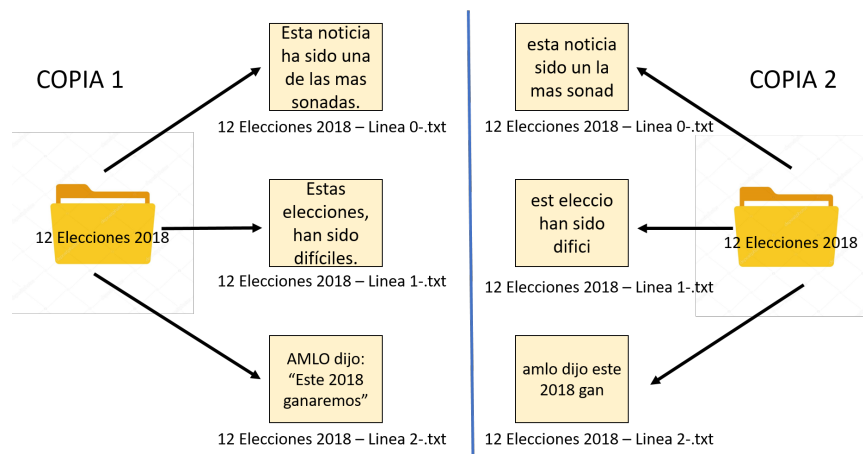 COPIA 1
Esta noticia
ha sido una
de las mas
sonadas.
12 Elecciones 2018 – Linea 0-.txt
12 Elecciones 2018
Estas
elecciones,
han sido
difíciles.
12 Elecciones 2018 – Linea 1-.txt
AMLO dijo:
“Este 2018
ganaremos”
12 Elecciones 2018 – Linea 2-.txt
COPIA 2
esta noticia
sido un la
mas sonad
12 Elecciones 2018 – Linea 0-.txt
12 Elecciones 2018
est eleccio
han sido
difici
12 Elecciones 2018 – Linea 1-.txt
amlo dijo este
2018 gan
12 Elecciones 2018 – Linea 2-.txt